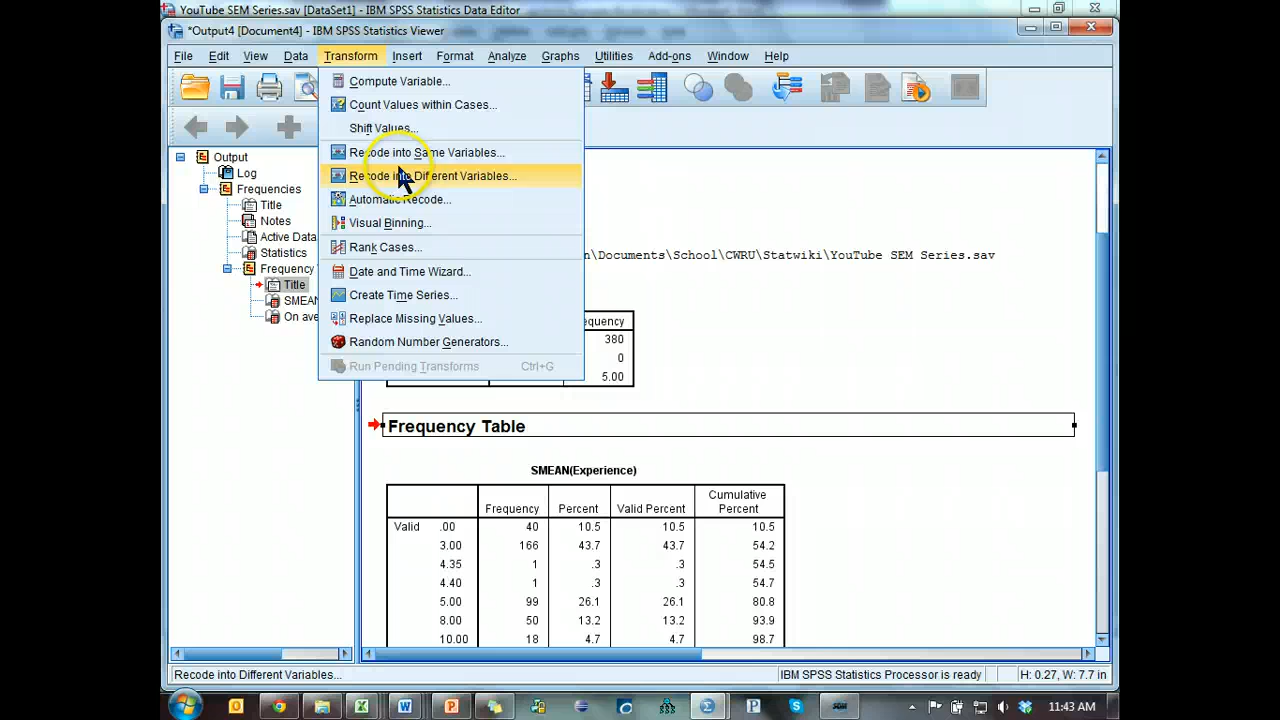 YouTube SEM Series.sav [DataSet1] - IBM SPSS Statistics Data Editor
*Output4 [Document4] - IBM SPSS Statistics Viewer
File Edit View Data Transform Insert Format Analyze Graphs Utilities Add-ons Window Help
Compute Variable...
Count Values within Cases...
Shift Values...
Recode into Same Variables...
Recode into Different Variables...
Automatic Recode...
Visual Binning...
Rank Cases...
Date and Time Wizard...
Create Time Series...
Replace Missing Values...
Random Number Generators...
Run Pending Transforms Ctrl+G
Output
Log
Frequencies
Title
Notes
Active Data
Statistics
Frequency
Title
SMEAN
On ave
n\Documents\School\CWRU\Statwiki\YouTube SEM Series.sav
equency
380
0
5.00
Frequency Table
SMEAN(Experience)
Frequency Percent Valid Percent Cumulative Percent
Valid .00 40 10.5 10.5 10.5
3.00 166 43.7 43.7 54.2
4.35 1 .3 .3 54.5
4.40 1 .3 .3 54.7
5.00 99 26.1 26.1 80.8
8.00 50 13.2 13.2 93.9
10.00 18 4.7 4.7 98.7
Recode into Different Variables...
IBM SPSS Statistics Processor is ready
H: 0.27, W: 7.7 in
11:43 AM